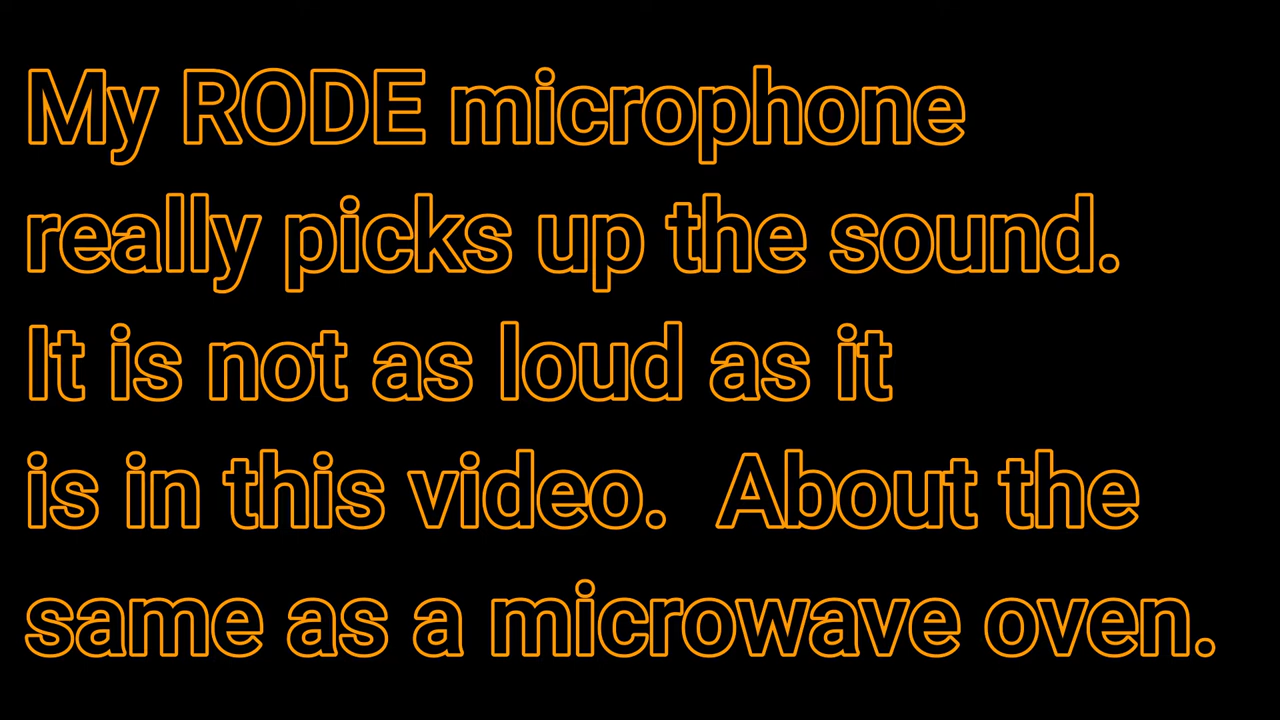 My RODE microphone
really picks up the sound.
It is not as loud as it
is in this video.  About the
same as a microwave oven.